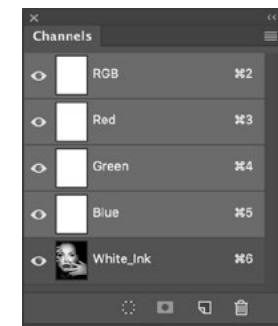 Channels
RGB ⌘2
Red ⌘3
Green ⌘4
Blue ⌘5
White_Ink ⌘6